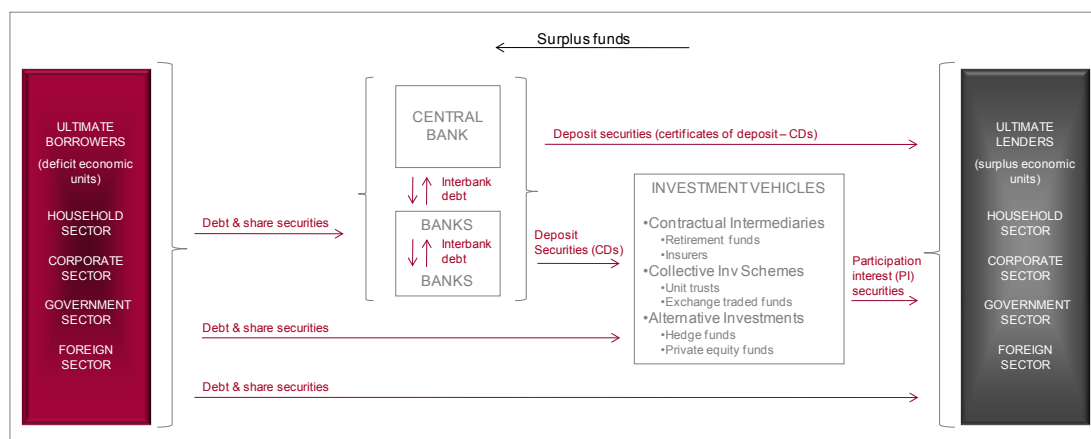 Surplus funds
ULTIMATE
BORROWERS
(deficit economic
units)
HOUSEHOLD
SECTOR
CORPORATE
SECTOR
GOVERNMENT
SECTOR
FOREIGN
SECTOR
Debt & share securities
Debt & share securities
Debt & share securities
CENTRAL
BANK
Interbank
debt
BANKS
Interbank
debt
BANKS
Deposit securities (certificates of deposit – CDs)
Deposit
Securities (CDs)
INVESTMENT VEHICLES
•Contractual Intermediaries
•Retirement funds
•Insurers
•Collective Inv Schemes
•Unit trusts
•Exchange traded funds
•Alternative Investments
•Hedge funds
•Private equity funds
Participation
interest (PI)
securities
ULTIMATE
LENDERS
(surplus economic
units)
HOUSEHOLD
SECTOR
CORPORATE
SECTOR
GOVERNMENT
SECTOR
FOREIGN
SECTOR